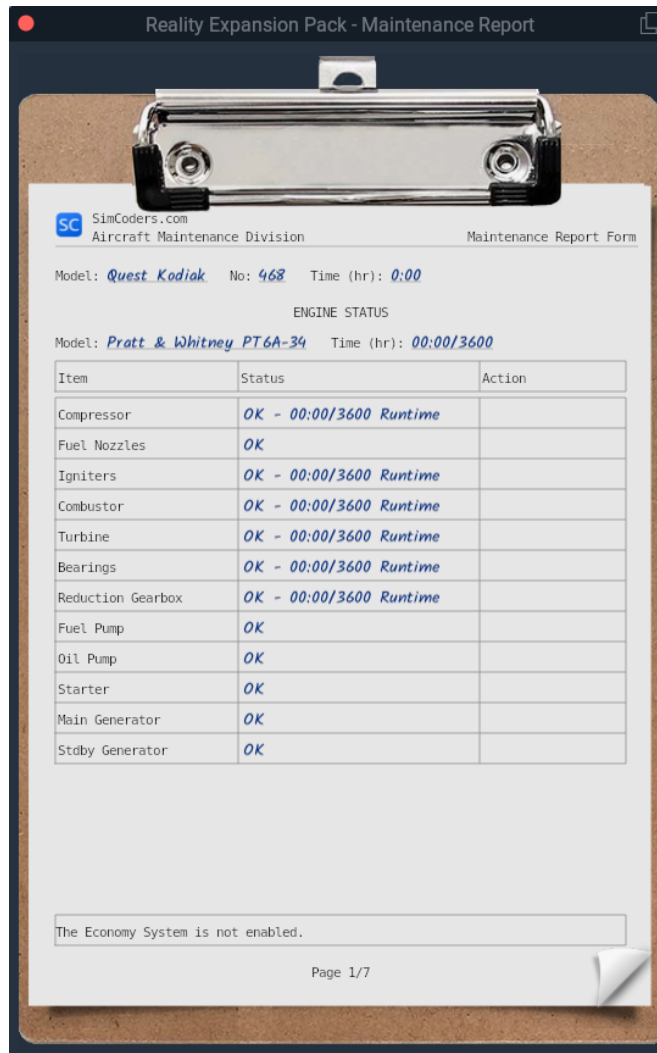 Reality Expansion Pack - Maintenance Report
SC
SimCoders.com
Aircraft Maintenance Division
Maintenance Report Form
Model: Quest Kodiak No: 468 Time (hr): 0:00
ENGINE STATUS
Model: Pratt & Whitney PT6A-34 Time (hr): 00:00/3600
Item Status Action
Compressor OK - 00:00/3600 Runtime
Fuel Nozzles OK
Igniters OK - 00:00/3600 Runtime
Combustor OK - 00:00/3600 Runtime
Turbine OK - 00:00/3600 Runtime
Bearings OK - 00:00/3600 Runtime
Reduction Gearbox OK - 00:00/3600 Runtime
Fuel Pump OK
Oil Pump OK
Starter OK
Main Generator OK
Stdby Generator OK
The Economy System is not enabled.
Page 1/7